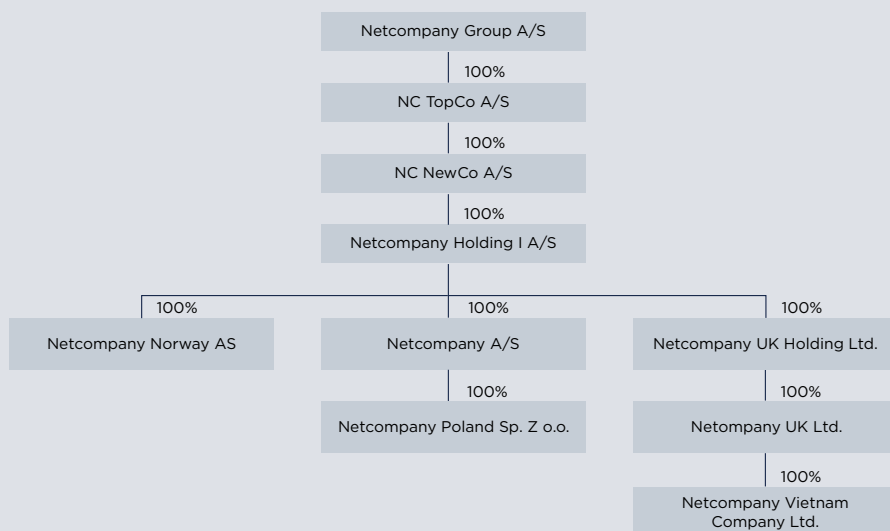 Netcompany Group A/S
100%
NC TopCo A/S
100%
NC NewCo A/S
100%
Netcompany Holding I A/S
100%
100%
100%
Netcompany Norway AS
Netcompany A/S
Netcompany UK Holding Ltd.
100%
100%
Netcompany Poland Sp. Z o.o.
Netompany UK Ltd.
100%
Netcompany Vietnam
Company Ltd.